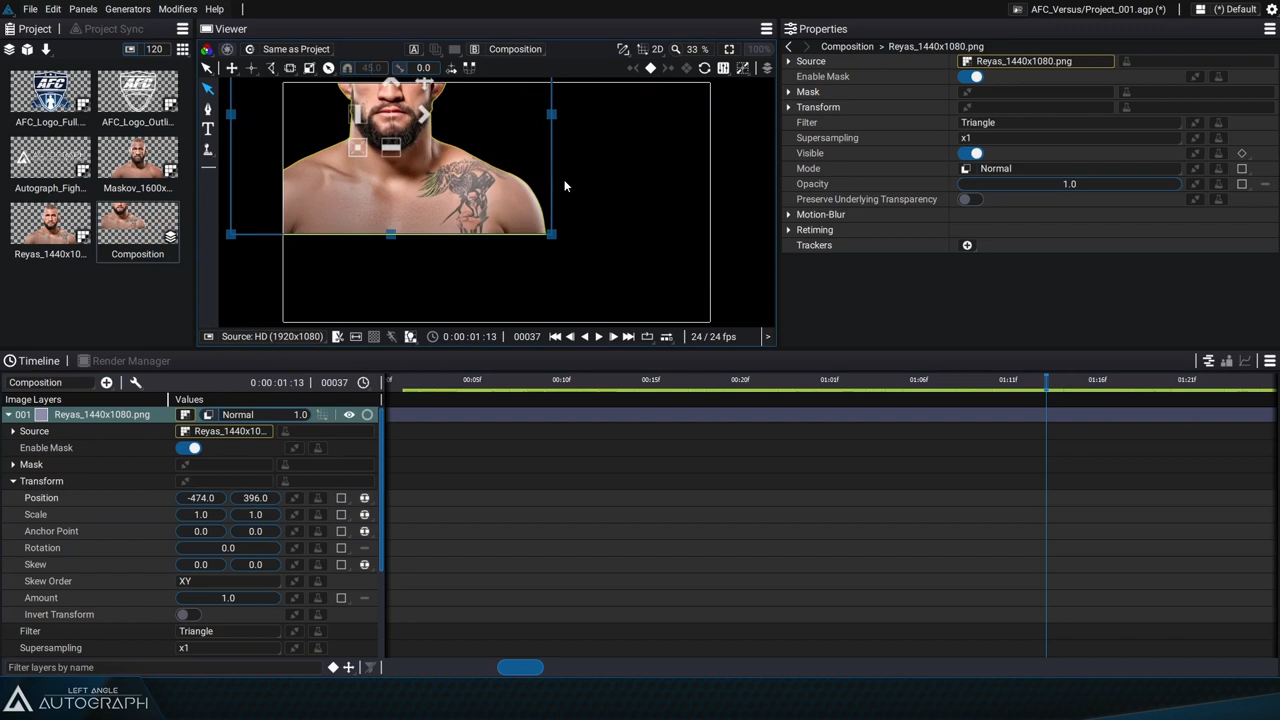 File Edit Panels Generators Modifiers Help
AFC_Versus/Project_001.agp (*)
(*) Default
Project
Project Sync
Viewer
Properties
120
Same as Project
A
B
Composition
2D
33 %
100%
Composition > Reyas_1440x1080.png
45.0
0.0
AFC_Logo_Full...
AFC_Logo_Outli...
Autograph_Figh...
Maskov_1600x...
Reyas_1440x10...
Composition
Source
Reyas_1440x1080.png
Enable Mask
Mask
Transform
Filter
Triangle
Supersampling
x1
Visible
Mode
Normal
Opacity
1.0
Preserve Underlying Transparency
Motion-Blur
Retiming
Trackers
Source: HD (1920x1080)
0:00:01:13
00037
24 / 24 fps
Timeline
Render Manager
Composition
0:00:01:13
00037
0f
00:05f
00:10f
00:15f
00:20f
01:01f
01:06f
01:11f
01:16f
01:21f
Image Layers
Values
001
Reyas_1440x1080.png
Normal
1.0
Source
Reyas_1440x10...
Enable Mask
Mask
Transform
Position
-474.0
396.0
Scale
1.0
1.0
Anchor Point
0.0
0.0
Rotation
0.0
Skew
0.0
0.0
Skew Order
XY
Amount
1.0
Invert Transform
Filter
Triangle
Supersampling
x1
Filter layers by name
LEFT ANGLE
AUTOGRAPH